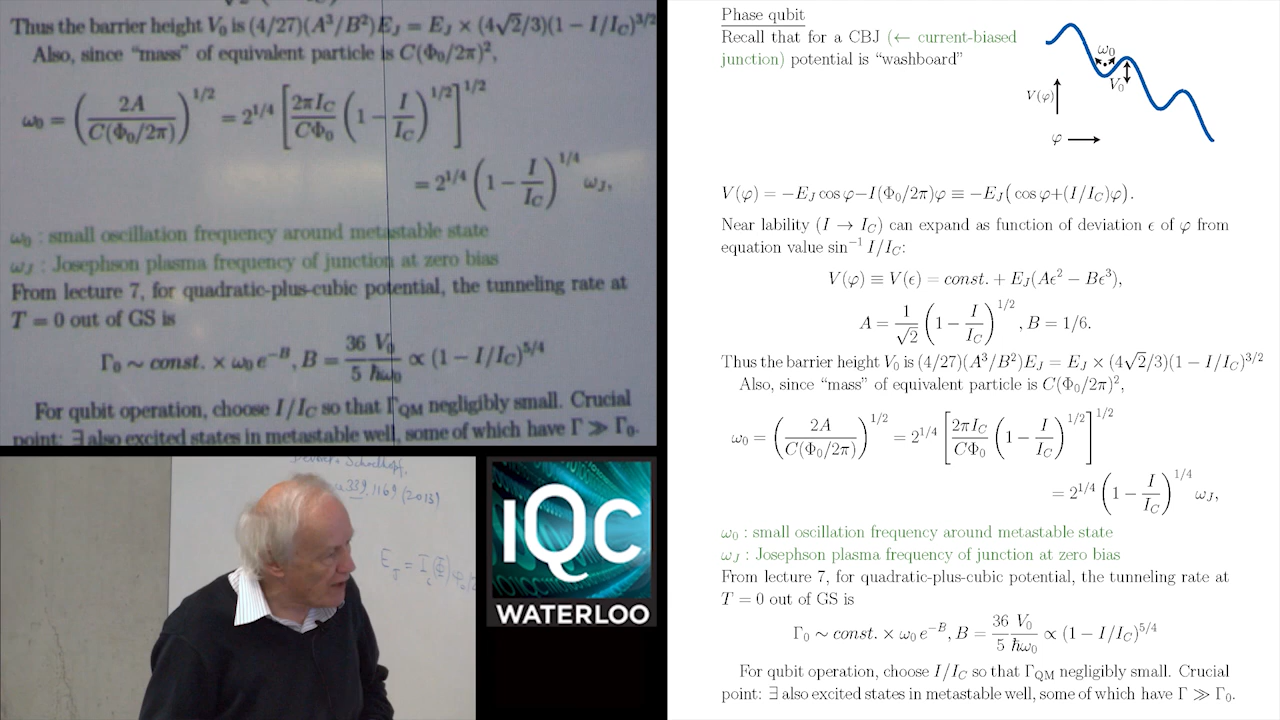 Thus the barrier height V₀ is (4/27)(A³/B²)E_J = E_J × (4√2/3)(1 − I/I_C)^{3/2}
Also, since “mass” of equivalent particle is C(Φ₀/2π)²,
ω₀ = (2A / C(Φ₀/2π))^{1/2} = 2^{1/4} [2πI_C / CΦ₀ (1 − I/I_C)^{1/2}]^{1/2}
= 2^{1/4} (1 − I/I_C)^{1/4} ω_J,
ω₀ : small oscillation frequency around metastable state
ω_J : Josephson plasma frequency of junction at zero bias
From lecture 7, for quadratic-plus-cubic potential, the tunneling rate at
T = 0 out of GS is
Γ₀ ∼ const. × ω₀ e^{−B}, B = 36/5 V₀/ℏω₀ ∝ (1 − I/I_C)^{5/4}
For qubit operation, choose I/I_C so that Γ_QM negligibly small. Crucial
point: ∃ also excited states in metastable well, some of which have Γ ≫ Γ₀.
339, 1169 (2013)
E_J = I_c
IQC
WATERLOO
Phase qubit
Recall that for a CBJ (← current-biased
junction) potential is “washboard”
ω₀
V₀
V(φ)
φ
V(φ) = −E_J cos φ−I(Φ₀/2π)φ ≡ −E_J(cos φ+(I/I_C)φ).
Near lability (I → I_C) can expand as function of deviation ϵ of φ from
equation value sin⁻¹ I/I_C:
V(φ) ≡ V(ϵ) = const. + E_J(Aϵ² − Bϵ³),
A = 1/√2 (1 − I/I_C)^{1/2}, B = 1/6.
Thus the barrier height V₀ is (4/27)(A³/B²)E_J = E_J × (4√2/3)(1 − I/I_C)^{3/2}
Also, since “mass” of equivalent particle is C(Φ₀/2π)²,
ω₀ = (2A / C(Φ₀/2π))^{1/2} = 2^{1/4} [2πI_C / CΦ₀ (1 − I/I_C)^{1/2}]^{1/2}
= 2^{1/4} (1 − I/I_C)^{1/4} ω_J,
ω₀ : small oscillation frequency around metastable state
ω_J : Josephson plasma frequency of junction at zero bias
From lecture 7, for quadratic-plus-cubic potential, the tunneling rate at
T = 0 out of GS is
Γ₀ ∼ const. × ω₀ e^{−B}, B = 36/5 V₀/ℏω₀ ∝ (1 − I/I_C)^{5/4}
For qubit operation, choose I/I_C so that Γ_QM negligibly small. Crucial
point: ∃ also excited states in metastable well, some of which have Γ ≫ Γ₀.